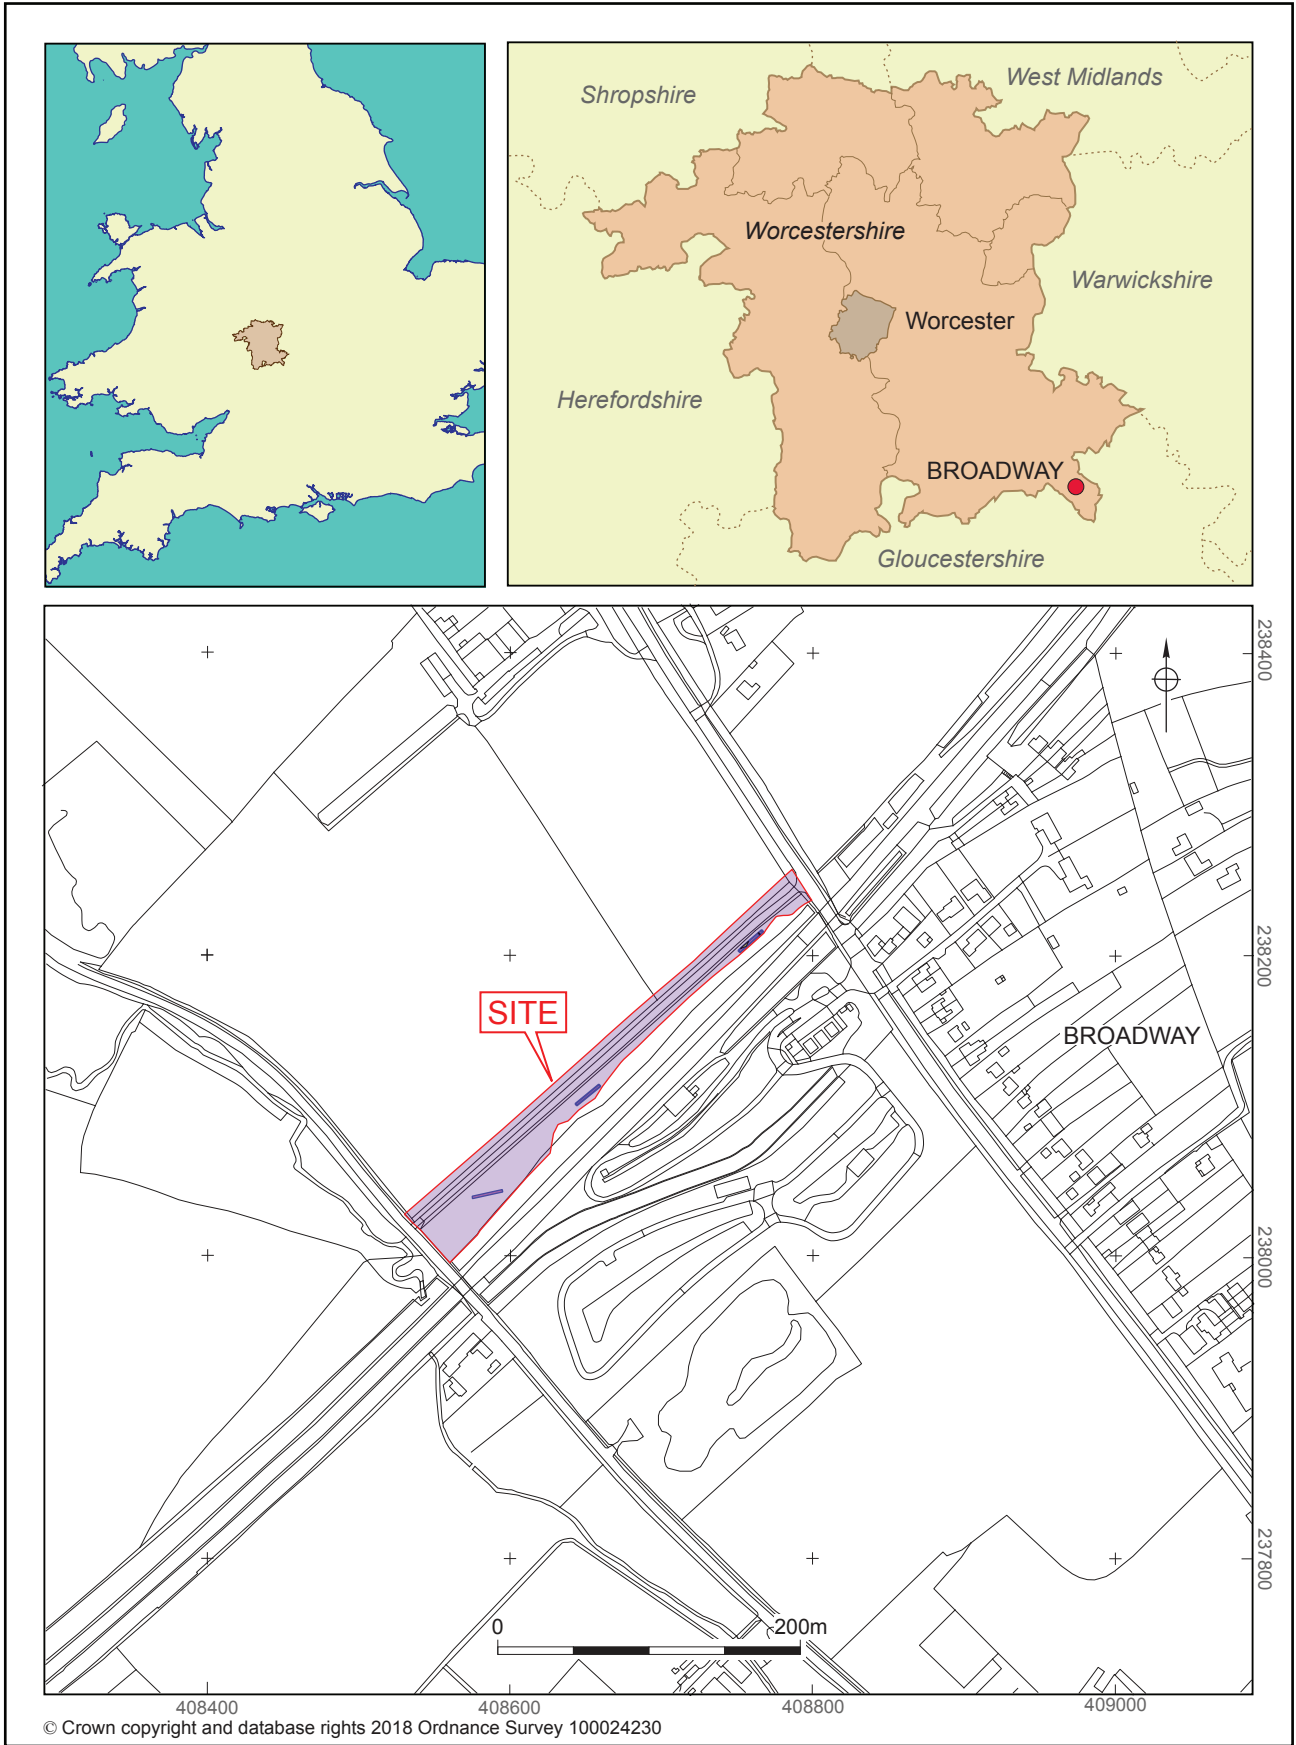 Shropshire
West Midlands
Worcestershire
Warwickshire
Worcester
Herefordshire
BROADWAY
Gloucestershire
238400
238200
SITE
BROADWAY
238000
237800
0 200m
408400 408600 408800 409000
© Crown copyright and database rights 2018 Ordnance Survey 100024230